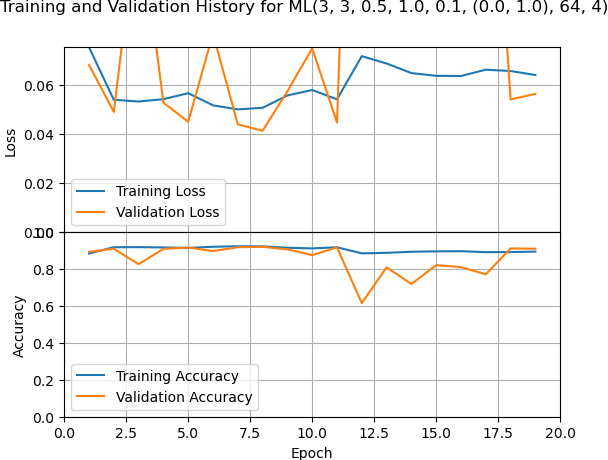 Training and Validation History for ML(3, 3, 0.5, 1.0, 0.1, (0.0, 1.0), 64, 4)
0.06
0.04
0.02
0.00
Loss
Training Loss
Validation Loss
1.0
0.8
0.6
0.4
0.2
0.0
Accuracy
Training Accuracy
Validation Accuracy
0.0 2.5 5.0 7.5 10.0 12.5 15.0 17.5 20.0
Epoch